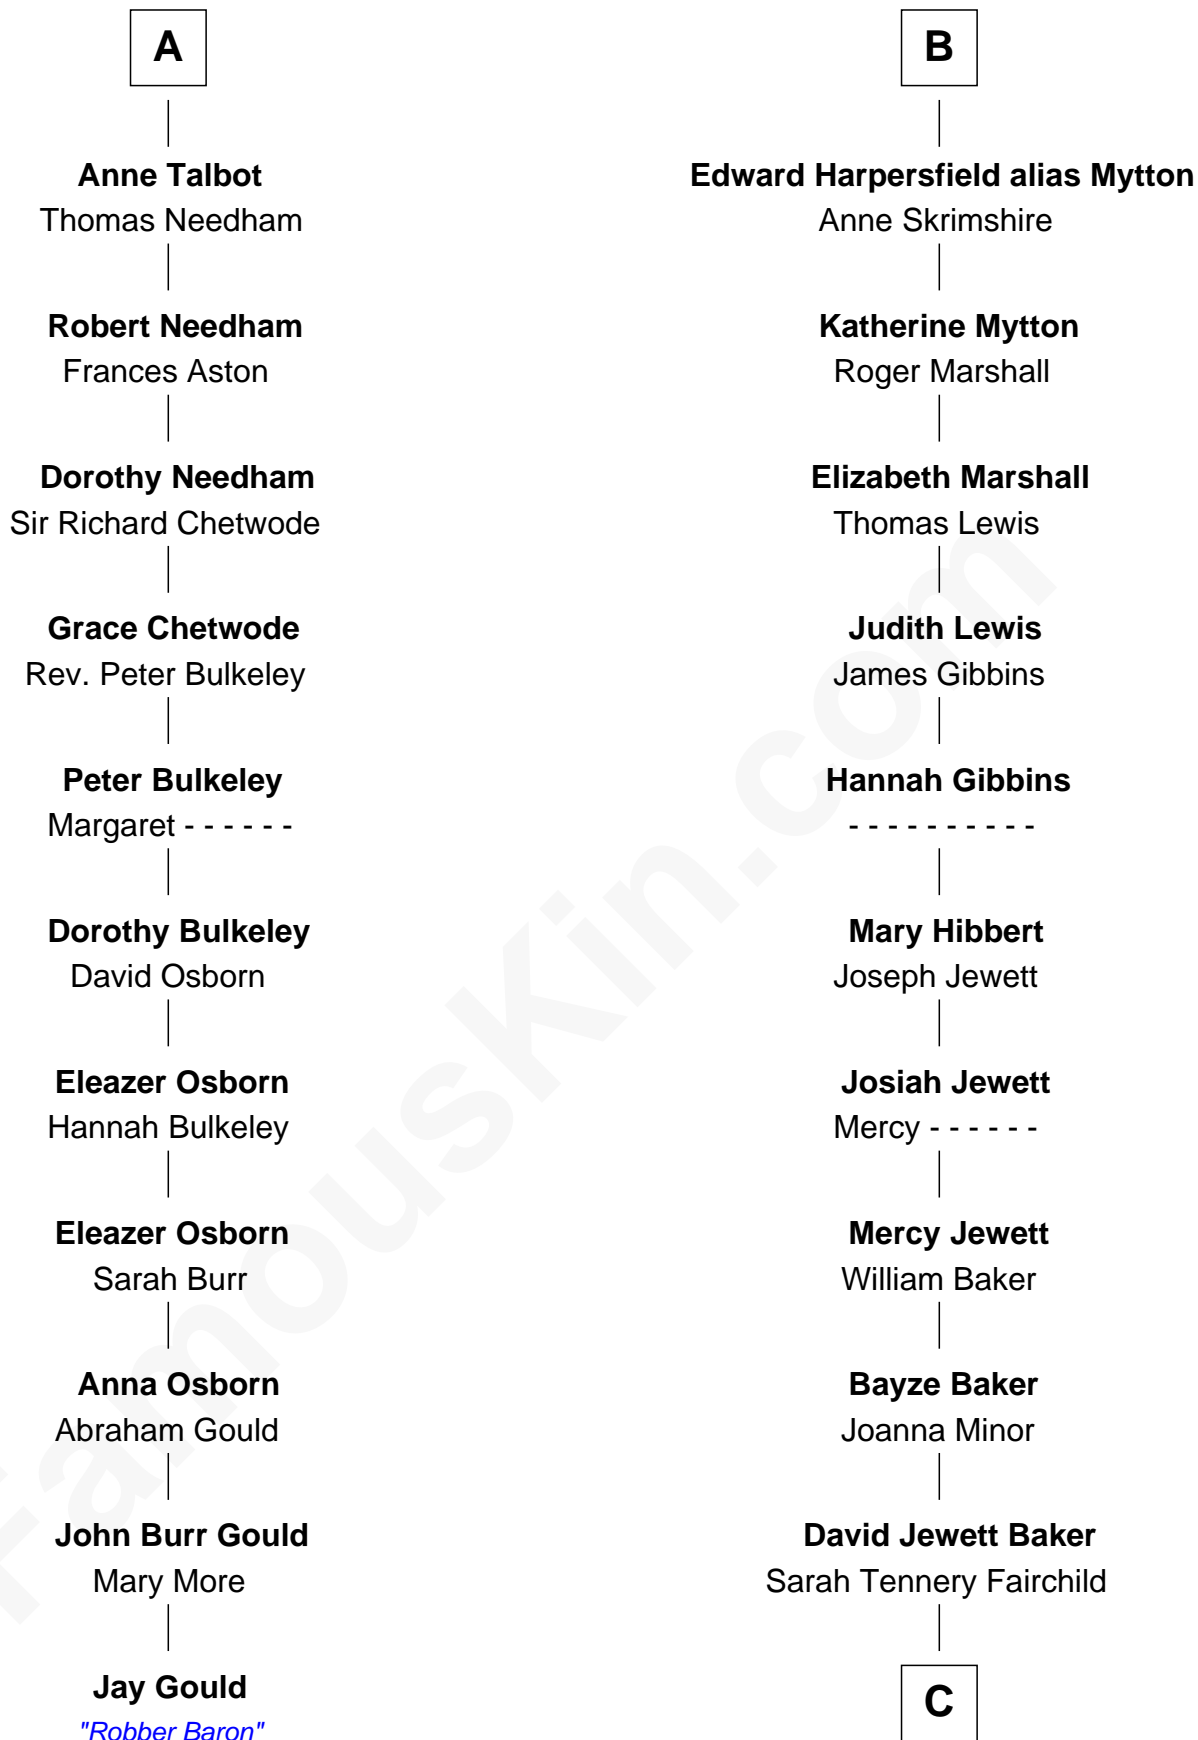 A
Anne Talbot
Thomas Needham
Robert Needham
Frances Aston
Dorothy Needham
Sir Richard Chetwode
Grace Chetwode
Rev. Peter Bulkeley
Peter Bulkeley
Margaret - - - - - -
Dorothy Bulkeley
David Osborn
Eleazer Osborn
Hannah Bulkeley
Eleazer Osborn
Sarah Burr
Anna Osborn
Abraham Gould
John Burr Gould
Mary More
Jay Gould
"Robber Baron"
B
Edward Harpersfield alias Mytton
Anne Skrimshire
Katherine Mytton
Roger Marshall
Elizabeth Marshall
Thomas Lewis
Judith Lewis
James Gibbins
Hannah Gibbins
- - - - - - - - - -
Mary Hibbert
Joseph Jewett
Josiah Jewett
Mercy - - - - - -
Mercy Jewett
William Baker
Bayze Baker
Joanna Minor
David Jewett Baker
Sarah Tennery Fairchild
C
FamousKin.com